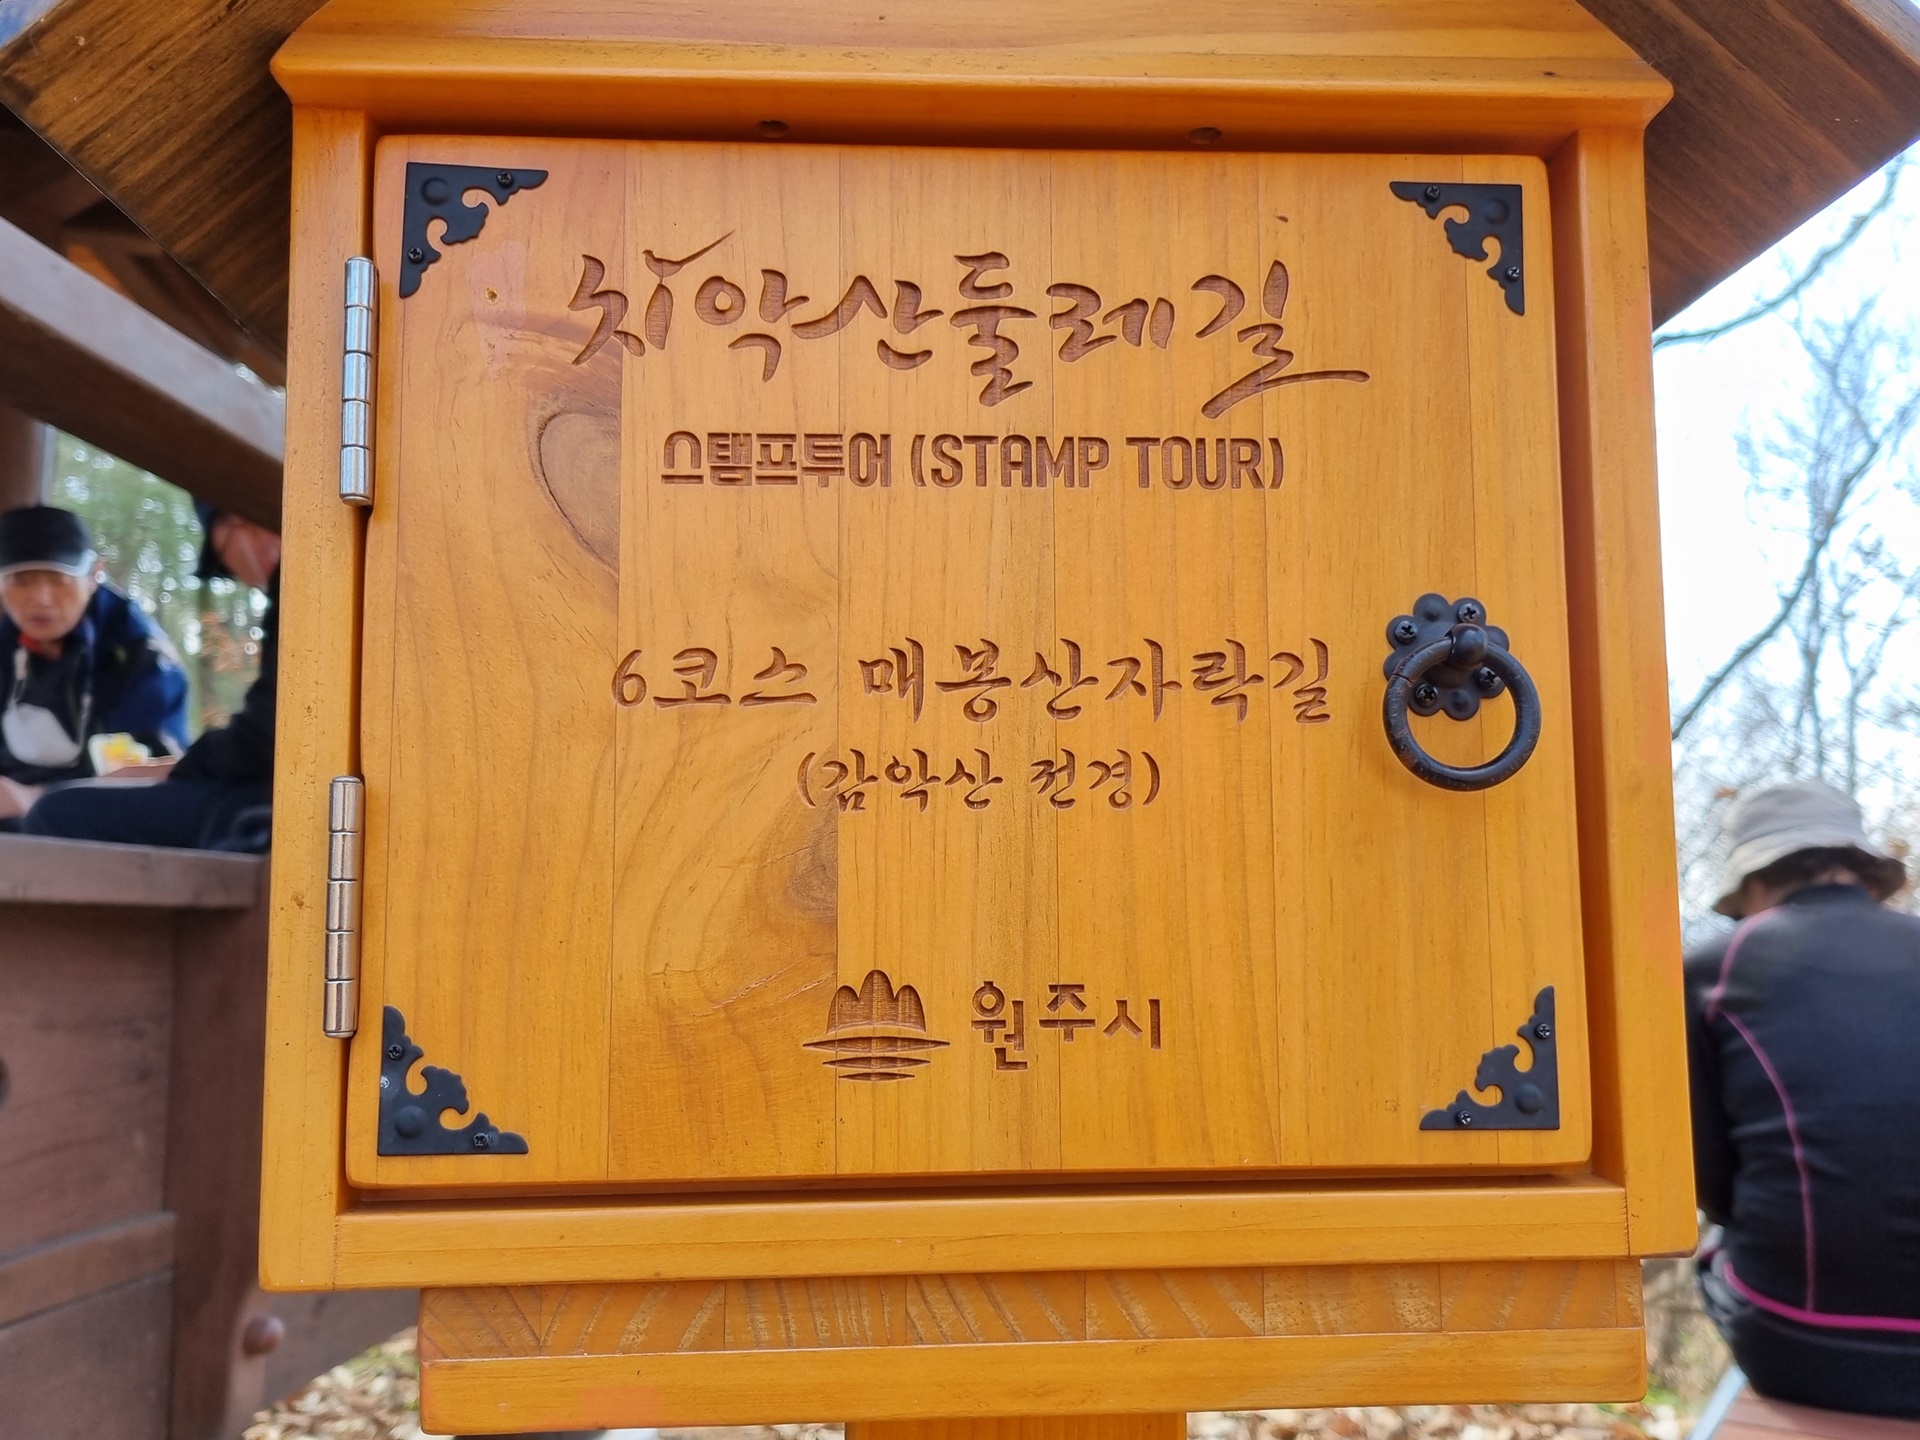 치악산둘레길
스탬프투어 (STAMP TOUR)
6코스 매봉산자락길
(감악산 전경)
원주시